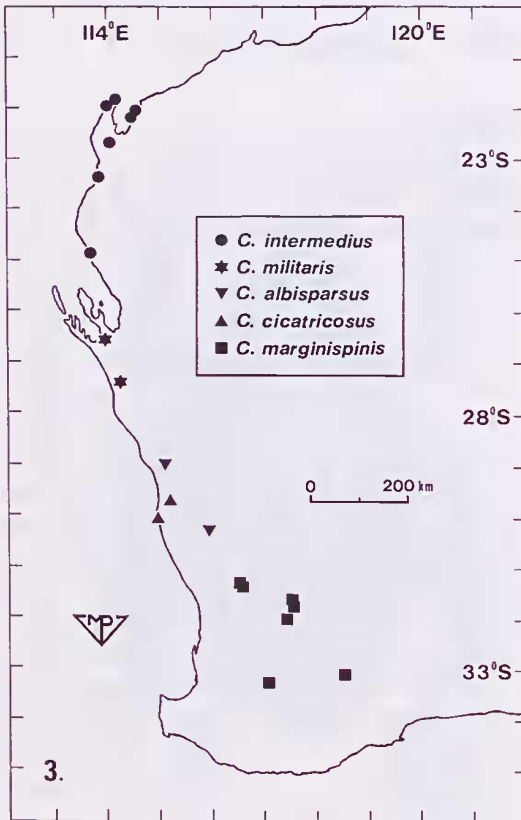 114°E 120°E
23°S
C. intermedius
C. militaris
C. albisparsus
C. cicatricosus
C. marginispinis
28°S
0 200 km
MP
33°S
3.